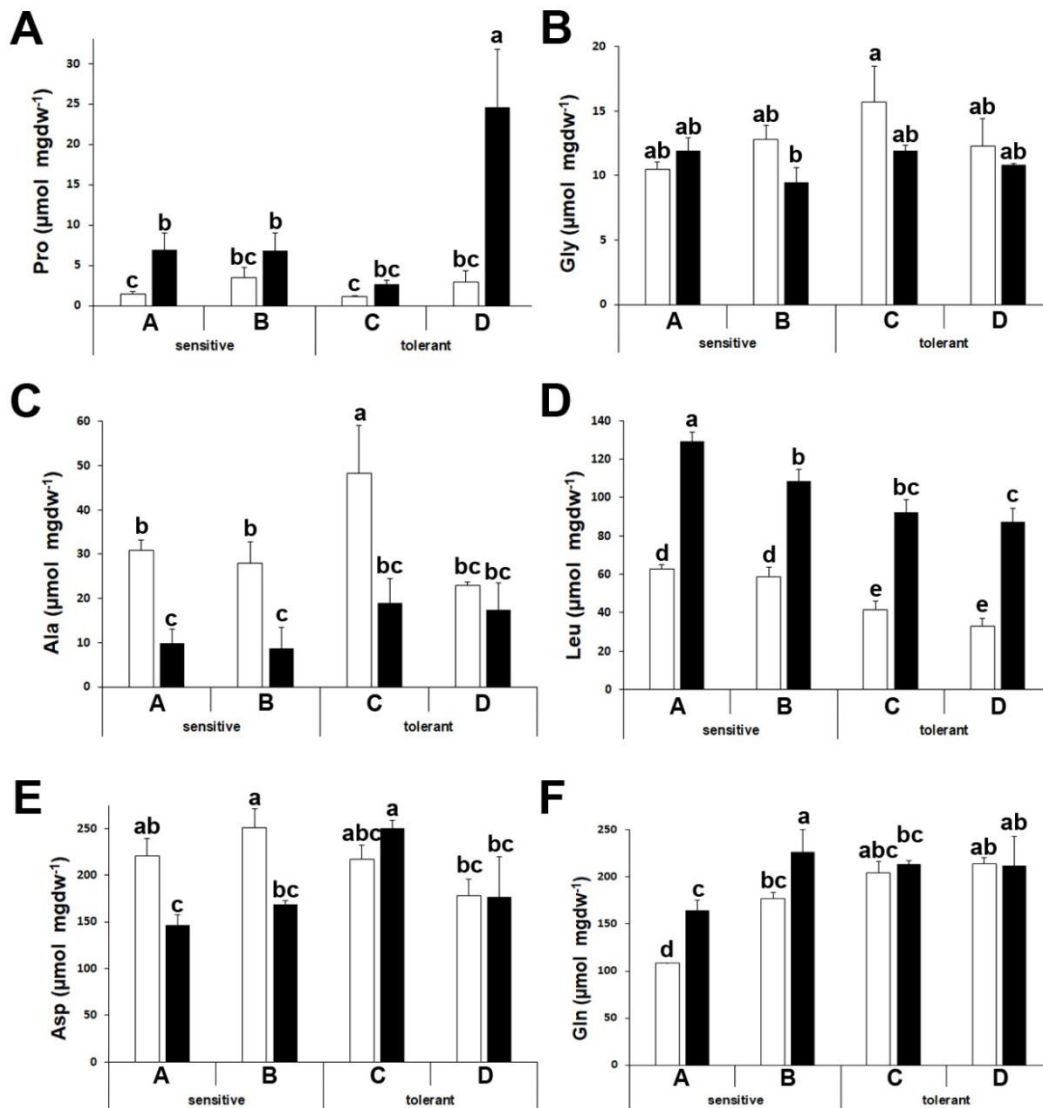 A
Pro (µmol mgdw⁻¹)
30
25
20
15
10
5
0
c
b
bc
b
c
bc
bc
a
A
B
C
D
sensitive
tolerant
B
Gly (µmol mgdw⁻¹)
20
15
10
5
0
ab
ab
ab
b
a
ab
ab
ab
A
B
C
D
sensitive
tolerant
C
Ala (µmol mgdw⁻¹)
60
50
40
30
20
10
0
b
c
b
c
a
bc
bc
bc
A
B
C
D
sensitive
tolerant
D
Leu (µmol mgdw⁻¹)
140
120
100
80
60
40
20
0
d
a
d
b
e
bc
e
c
A
B
C
D
sensitive
tolerant
E
Asp (µmol mgdw⁻¹)
250
200
150
100
50
0
ab
c
a
bc
abc
a
bc
bc
A
B
C
D
sensitive
tolerant
F
Gln (µmol mgdw⁻¹)
250
200
150
100
50
0
d
c
bc
a
abc
bc
ab
ab
A
B
C
D
sensitive
tolerant